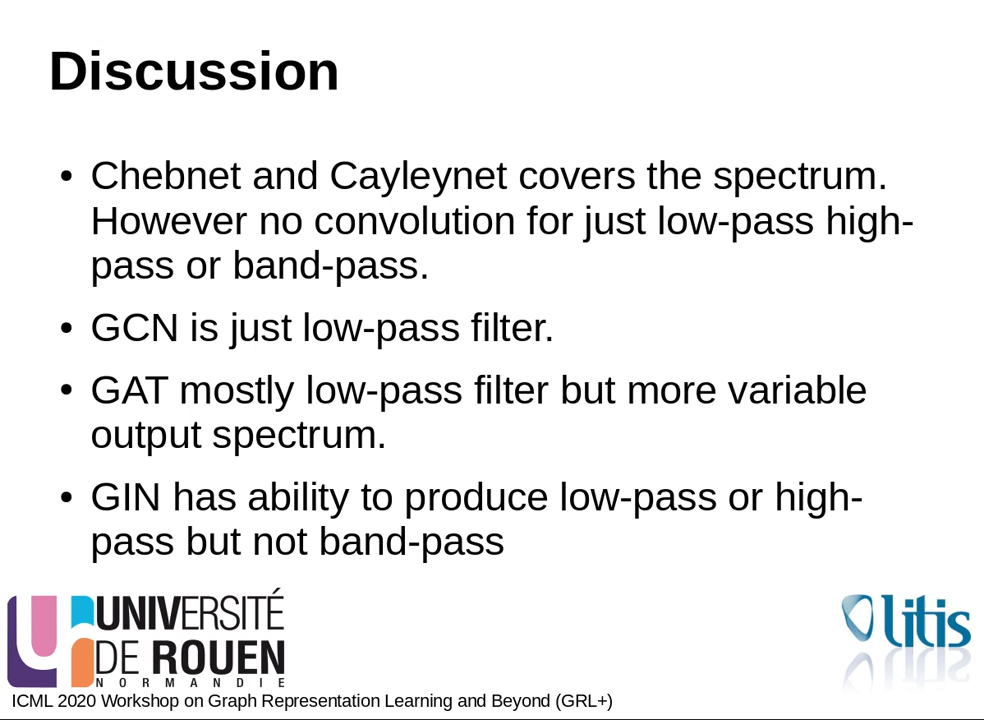 Discussion
• Chebnet and Cayleynet covers the spectrum.
However no convolution for just low-pass high-
pass or band-pass.
• GCN is just low-pass filter.
• GAT mostly low-pass filter but more variable
output spectrum.
• GIN has ability to produce low-pass or high-
pass but not band-pass
UNIVERSITÉ
DE ROUEN
NORMANDIE
litis
ICML 2020 Workshop on Graph Representation Learning and Beyond (GRL+)